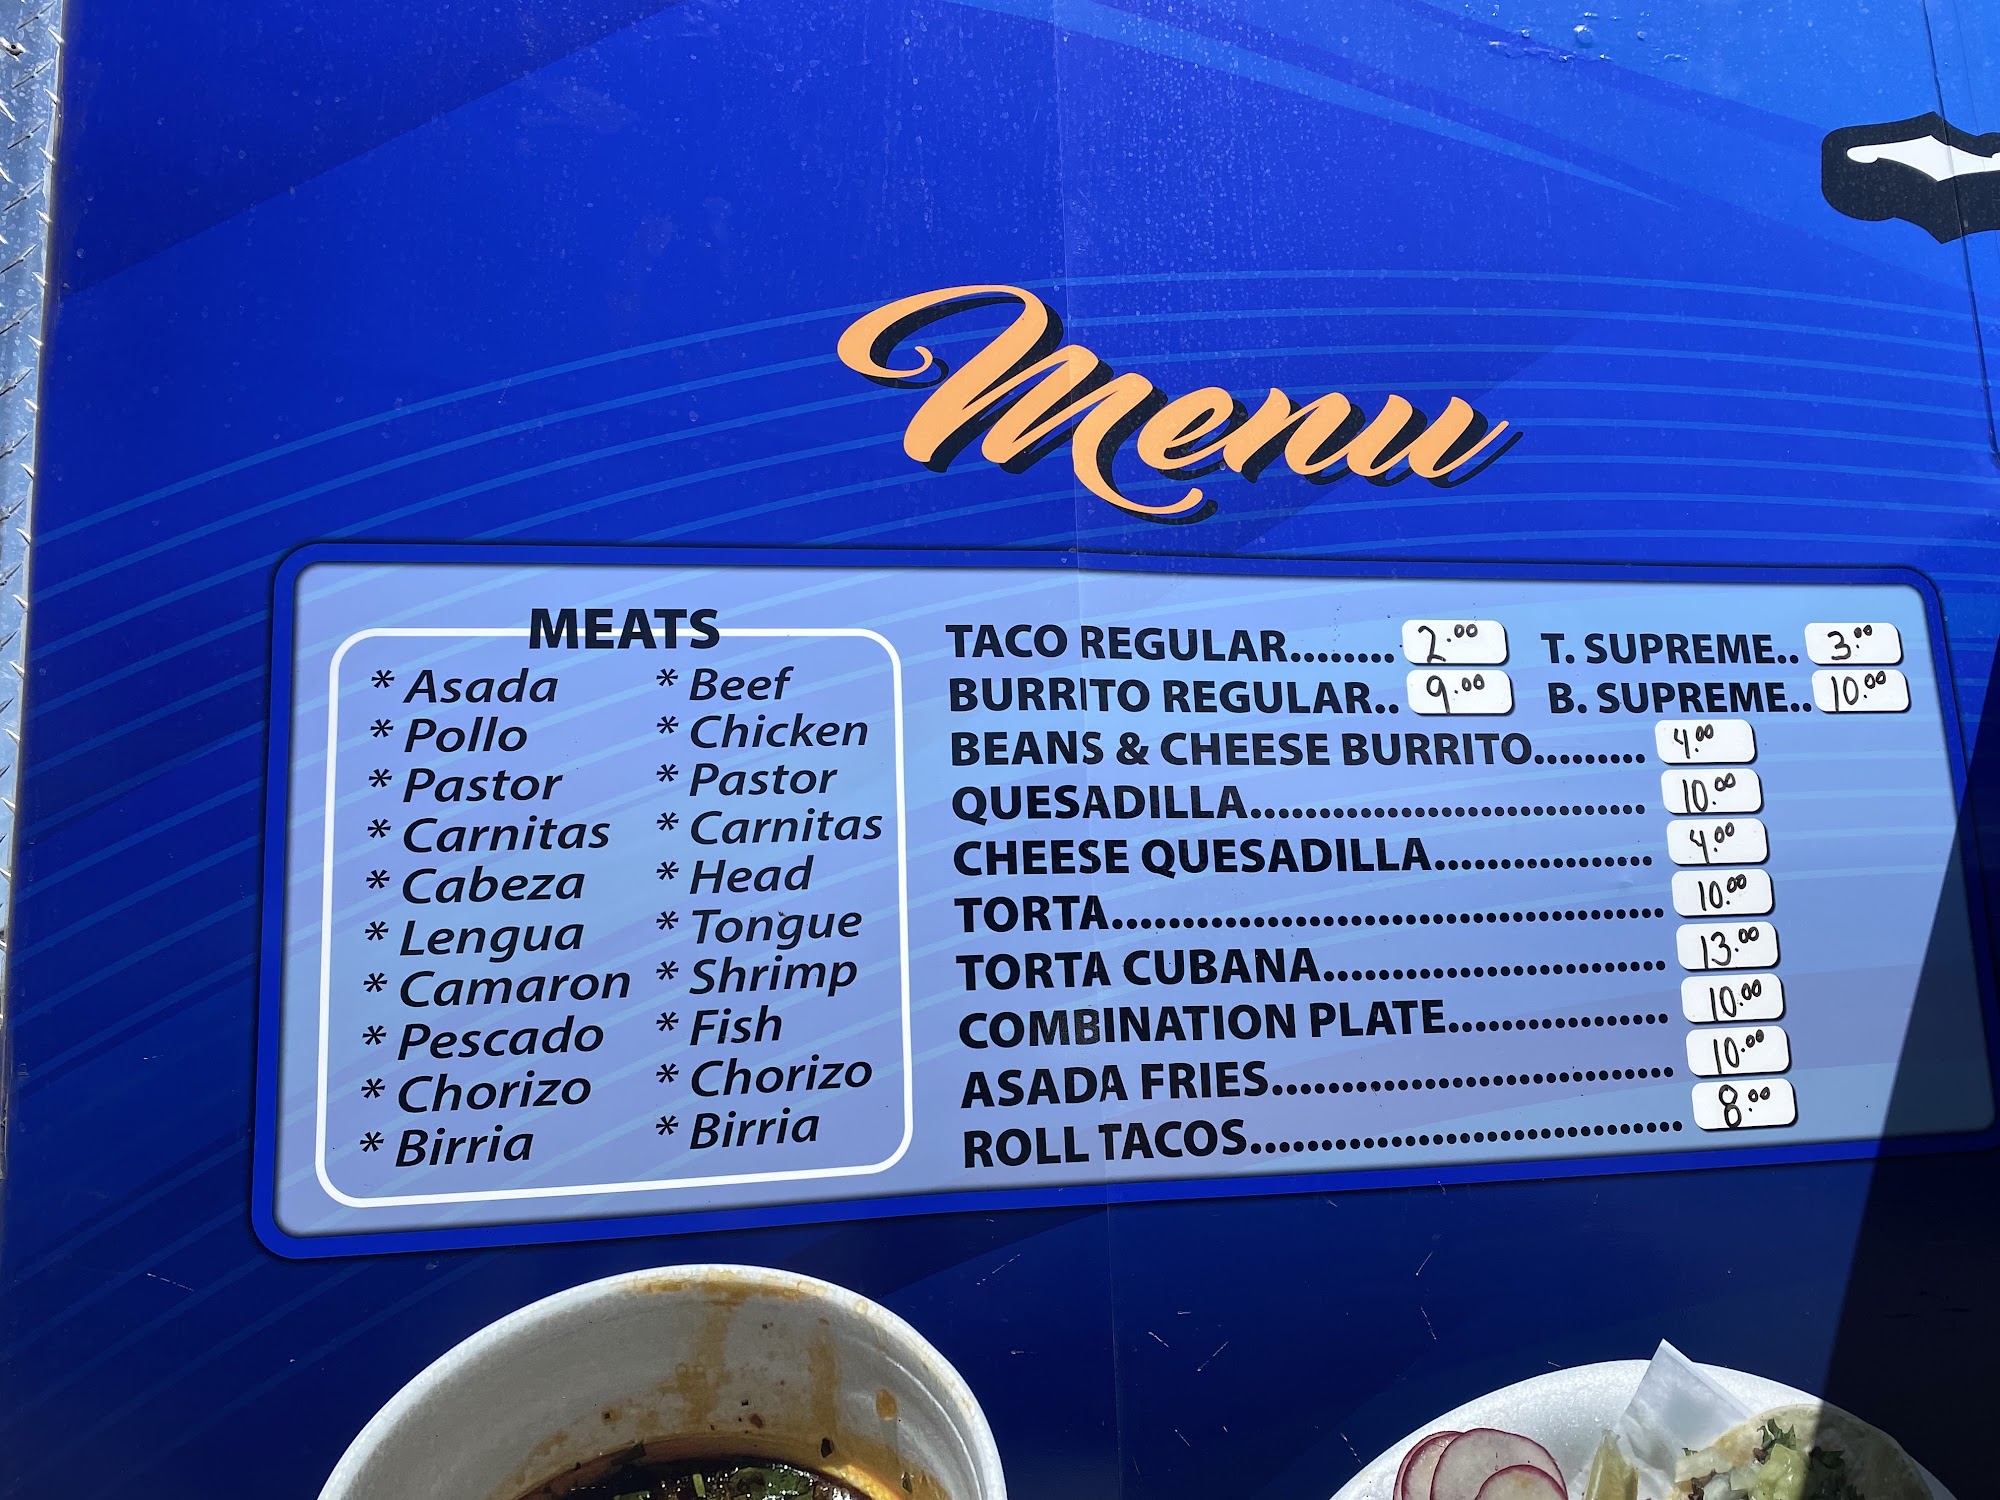 Menu
MEATS
* Asada * Beef
* Pollo * Chicken
* Pastor * Pastor
* Carnitas * Carnitas
* Cabeza * Head
* Lengua * Tongue
* Camaron * Shrimp
* Pescado * Fish
* Chorizo * Chorizo
* Birria * Birria
TACO REGULAR........ 2.00 T. SUPREME.. 3.00
BURRITO REGULAR.. 9.00 B. SUPREME.. 10.00
BEANS & CHEESE BURRITO......... 4.00
QUESADILLA................................. 10.00
CHEESE QUESADILLA.................. 4.00
TORTA....................................... 10.00
TORTA CUBANA............................. 13.00
COMBINATION PLATE................ 10.00
ASADA FRIES.................................. 10.00
ROLL TACOS.................................... 8.00